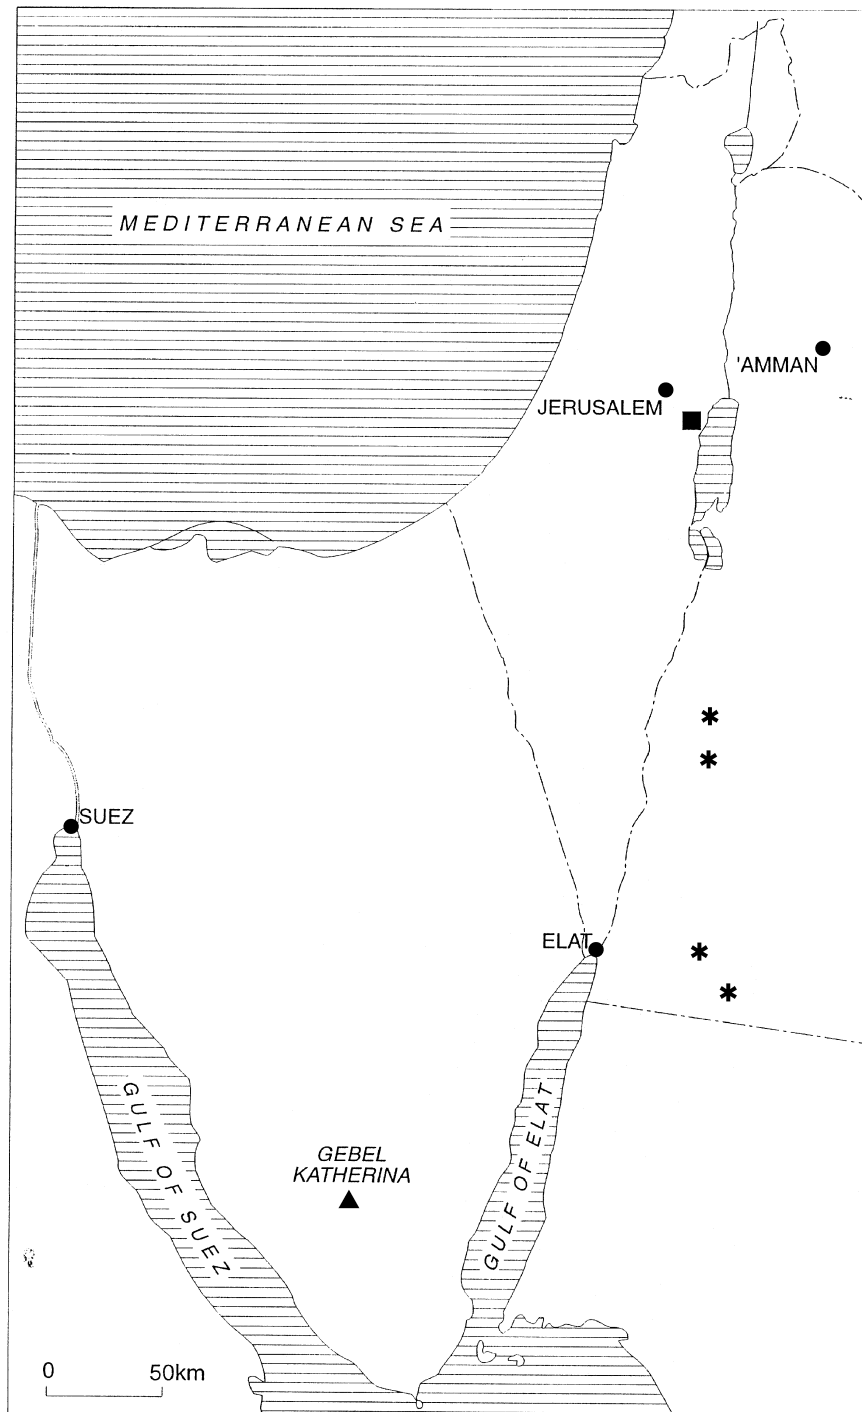 MEDITERRANEAN SEA
'AMMAN
JERUSALEM
SUEZ
ELAT
GULF OF SUEZ
GEBEL
KATHERINA
GULF OF ELAT
0 50km